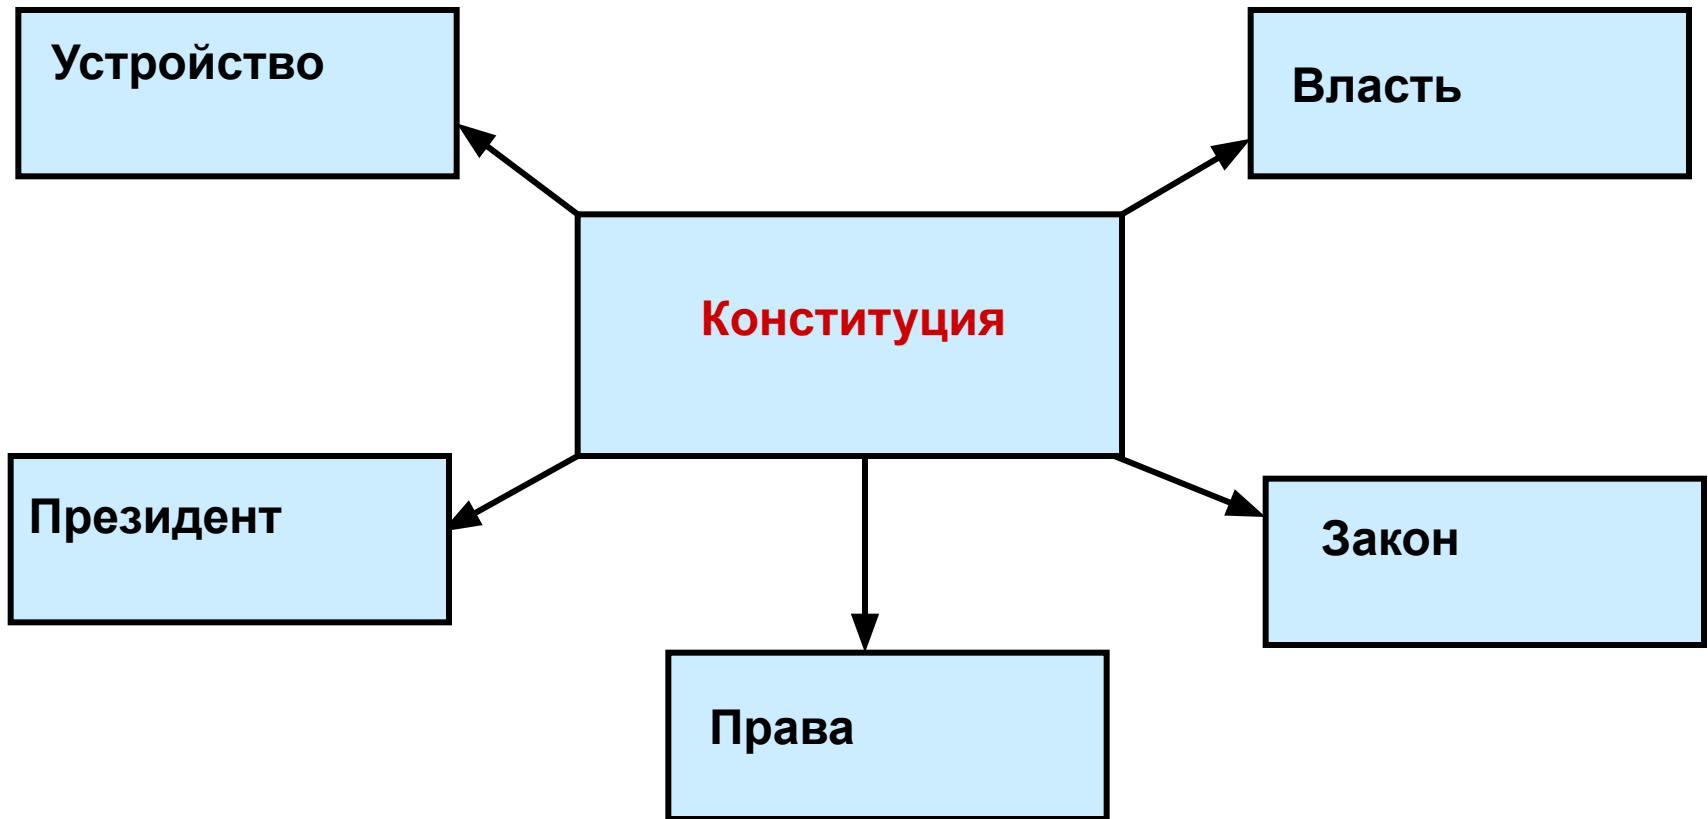 Устройство
Власть
Конституция
Президент
Закон
Права